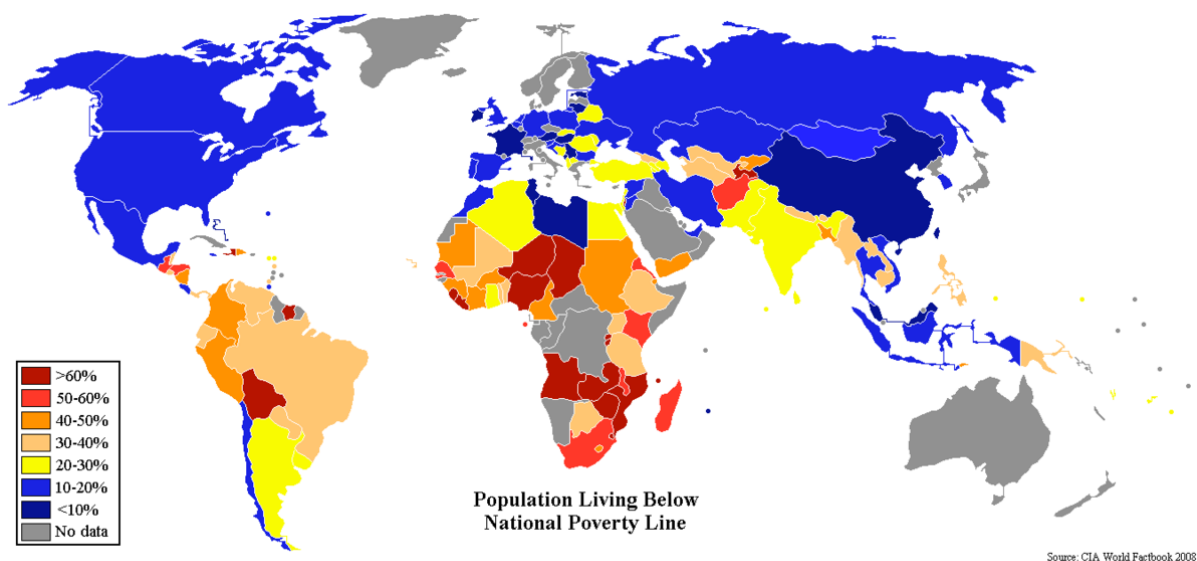 >60%
50-60%
40-50%
30-40%
20-30%
10-20%
<10%
No data
Population Living Below
National Poverty Line
Source: CIA World Factbook 2008